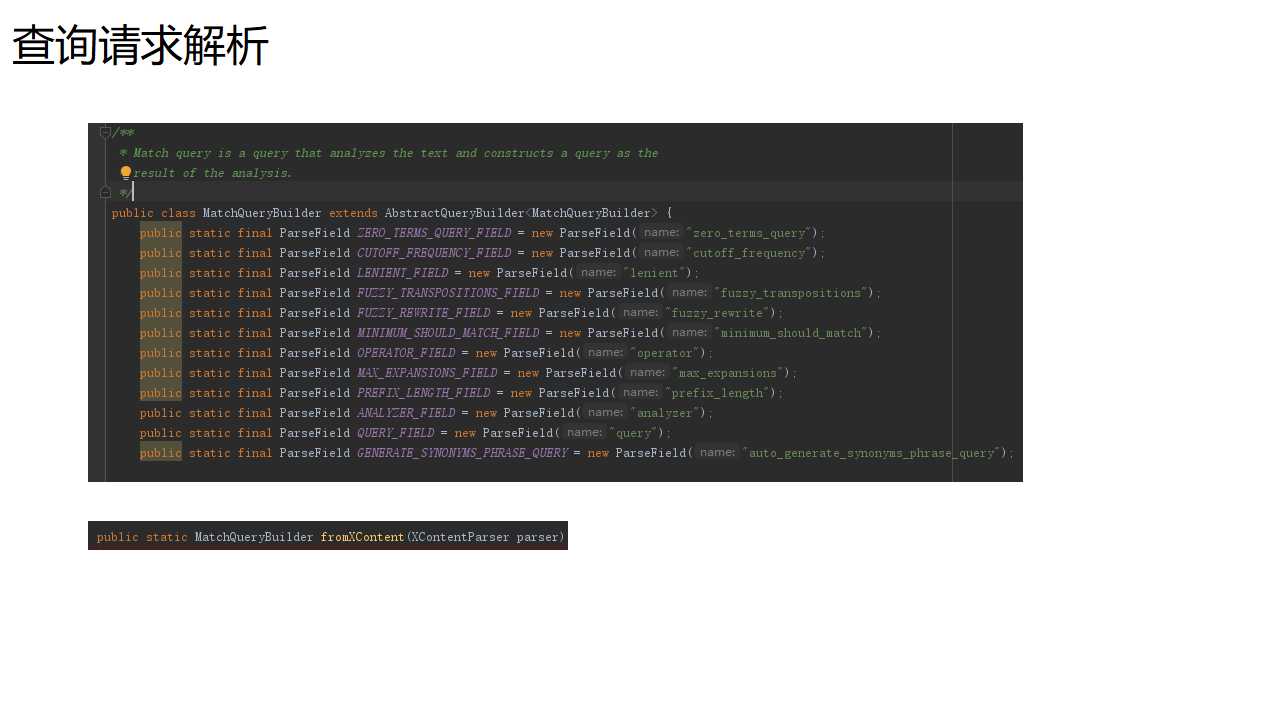 查询请求解析
/**
* Match query is a query that analyzes the text and constructs a query as the
result of the analysis.
*/
public class MatchQueryBuilder extends AbstractQueryBuilder<MatchQueryBuilder> {
public static final ParseField ZERO_TERMS_QUERY_FIELD = new ParseField( name: "zero_terms_query");
public static final ParseField CUTOFF_FREQUENCY_FIELD = new ParseField( name: "cutoff_frequency");
public static final ParseField LENIENT_FIELD = new ParseField( name: "lenient");
public static final ParseField FUZZY_TRANSPOSITIONS_FIELD = new ParseField( name: "fuzzy_transpositions");
public static final ParseField FUZZY_REWRITE_FIELD = new ParseField( name: "fuzzy_rewrite");
public static final ParseField MINIMUM_SHOULD_MATCH_FIELD = new ParseField( name: "minimum_should_match");
public static final ParseField OPERATOR_FIELD = new ParseField( name: "operator");
public static final ParseField MAX_EXPANSIONS_FIELD = new ParseField( name: "max_expansions");
public static final ParseField PREFIX_LENGTH_FIELD = new ParseField( name: "prefix_length");
public static final ParseField ANALYZER_FIELD = new ParseField( name: "analyzer");
public static final ParseField QUERY_FIELD = new ParseField( name: "query");
public static final ParseField GENERATE_SYNONYMS_PHRASE_QUERY = new ParseField( name: "auto_generate_synonyms_phrase_query");
public static MatchQueryBuilder fromXContent(XContentParser parser)